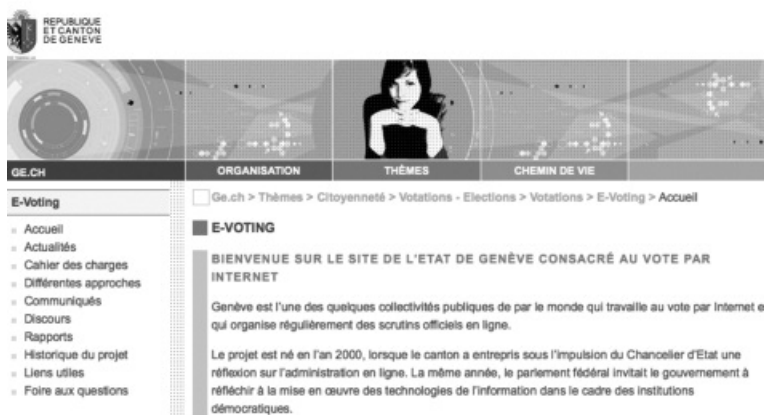 REPUBLIQUE
ET CANTON
DE GENEVE
GE.CH
ORGANISATION
THÈMES
CHEMIN DE VIE
E-Voting
Accueil
Actualités
Cahier des charges
Différentes approches
Communiqués
Discours
Rapports
Historique du projet
Liens utiles
Foire aux questions
Ge.ch > Thèmes > Citoyenneté > Votations - Elections > Votations > E-Voting > Accueil
E-VOTING
BIENVENUE SUR LE SITE DE L'ETAT DE GENÈVE CONSACRÉ AU VOTE PAR
INTERNET
Genève est l'une des quelques collectivités publiques de par le monde qui travaille au vote par Internet e
qui organise régulièrement des scrutins officiels en ligne.
Le projet est né en l'an 2000, lorsque le canton a entrepris sous l'impulsion du Chancelier d'Etat une
réflexion sur l'administration en ligne. La même année, le parlement fédéral invitait le gouvernement à
réfléchir à la mise en œuvre des technologies de l'information dans le cadre des institutions
démocratiques.